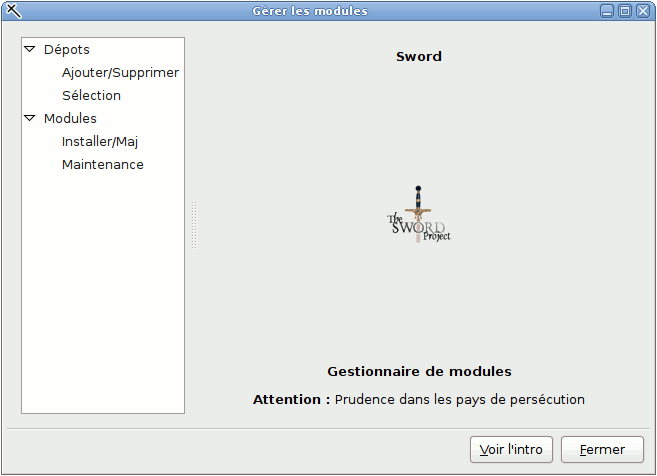 Gérer les modules
Dépots
Ajouter/Supprimer
Sélection
Modules
Installer/Maj
Maintenance
Sword
The
SWORD
Project
Gestionnaire de modules
Attention : Prudence dans les pays de persécution
Voir l'intro
Fermer